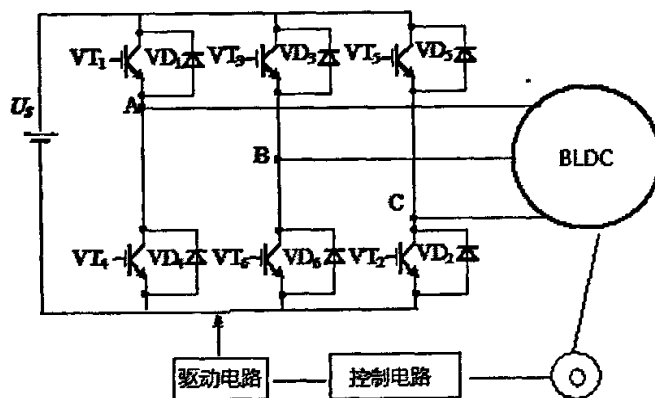 VT1 VD1 VT3 VD3 VT5 VD5
US
A
B
BLDC
C
VT4 VD4 VT6 VD6 VT2 VD2
驱动电路 控制电路